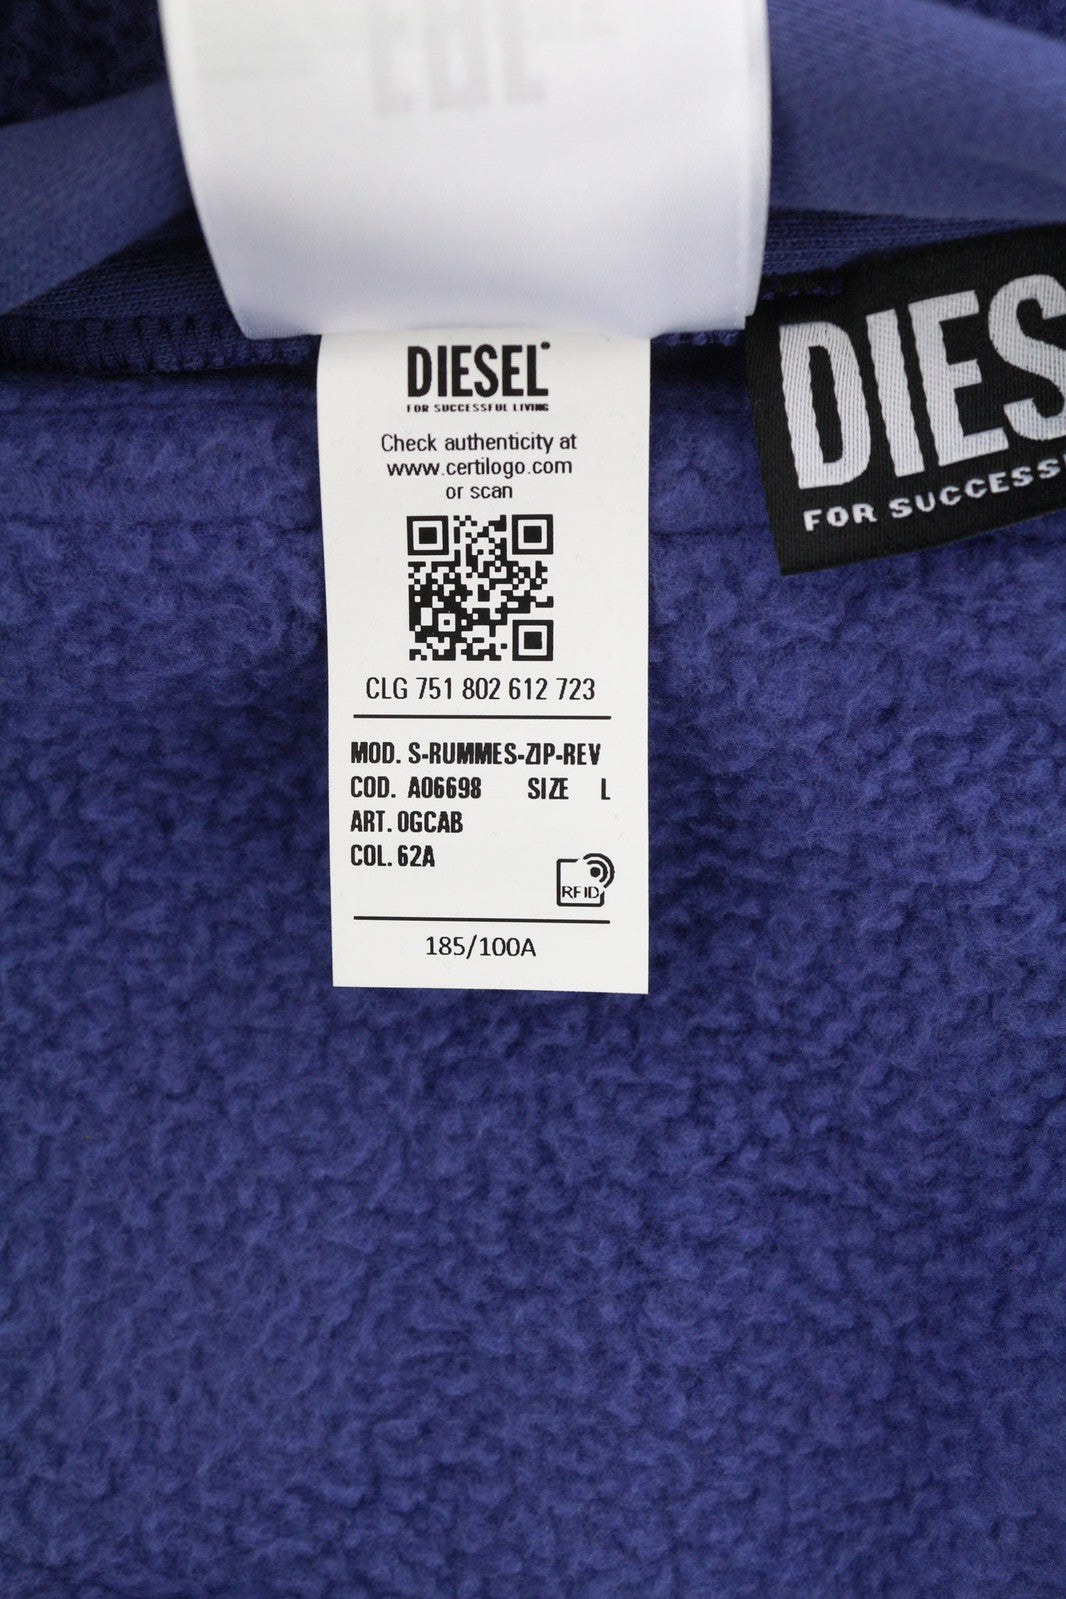 DIESEL
FOR SUCCESSFUL LIVING
Check authenticity at
www.certilogo.com
or scan
CLG 751 802 612 723
MOD. S-RUMMES-ZIP-REV
COD. A06698 SIZE L
ART. 0GCAB
COL. 62A
RFID
185/100A
DIES
FOR SUCCESS